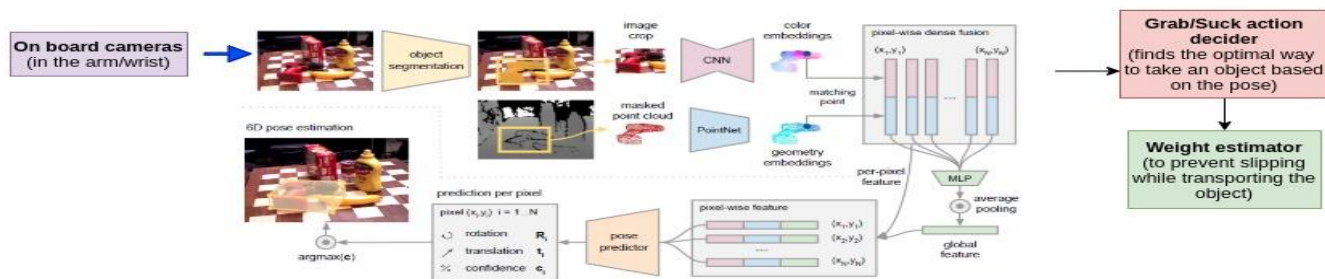 On board cameras
(in the arm/wrist)
object
segmentation
image
crop
CNN
color
embeddings
masked
point cloud
PointNet
geometry
embeddings
pixel-wise dense fusion
(x₁,y₁)
(x_N,y_N)
matching
point
...
per-pixel
feature
MLP
average
pooling
global
feature
pixel-wise feature
(x₁,y₁)
(x₂,y₂)
...
(x_N,y_N)
pose
predictor
prediction per pixel
pixel (xᵢ,yᵢ) i = 1...N
rotation Rᵢ
translation tᵢ
confidence cᵢ
argmax(c)
6D pose estimation
Grab/Suck action
decider
(finds the optimal way
to take an object based
on the pose)
Weight estimator
(to prevent slipping
while transporting the
object)